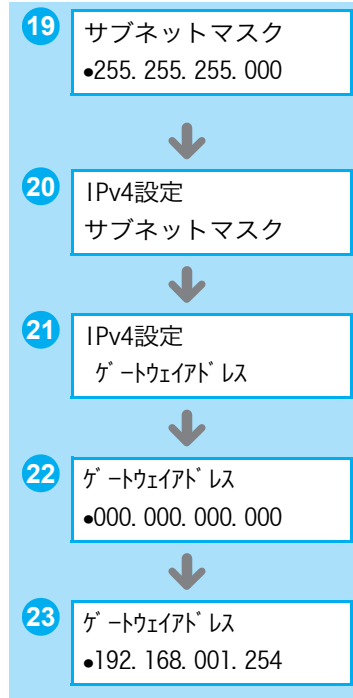 19
サブネットマスク
●255. 255. 255. 000
20
IPv4設定
サブネットマスク
21
IPv4設定
ｹﾞｰﾄｳｪｲｱﾄﾞﾚｽ
22
ｹﾞｰﾄｳｪｲｱﾄﾞﾚｽ
●000. 000. 000. 000
23
ｹﾞｰﾄｳｪｲｱﾄﾞﾚｽ
●192. 168. 001. 254